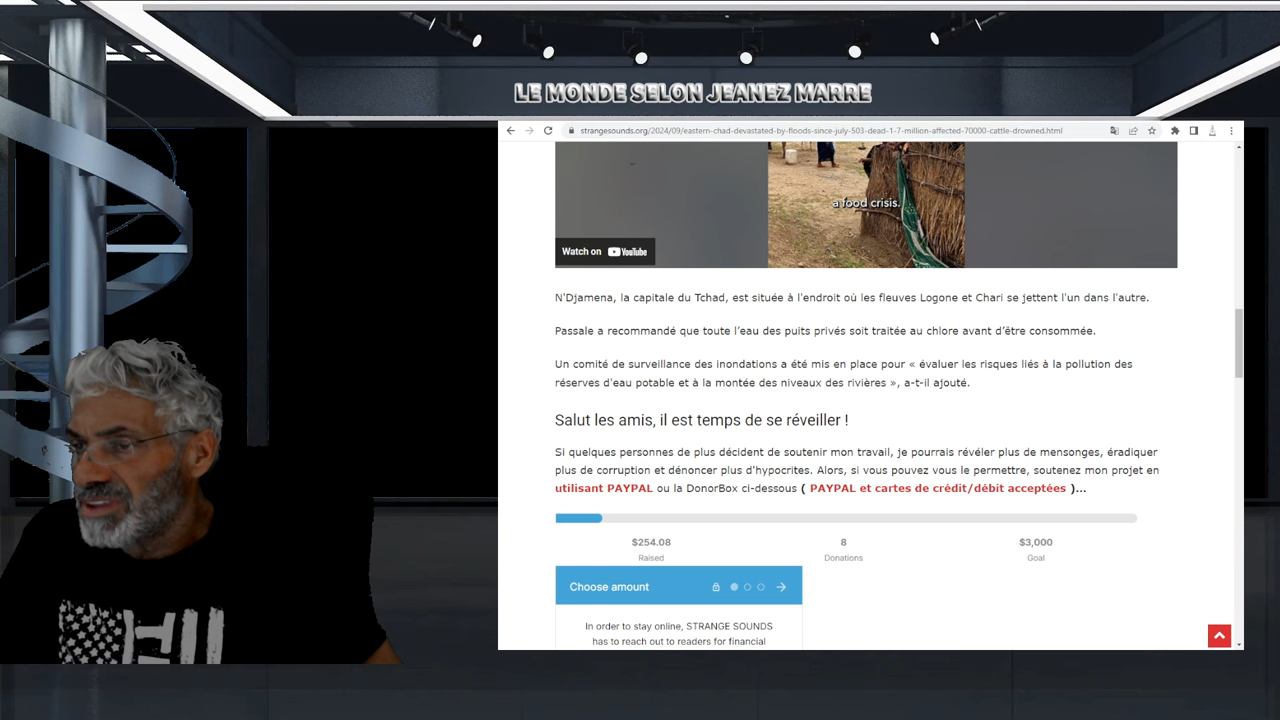 LE MONDE SELON JEANEZ MARRE
strangesounds.org/2024/09/eastern-chad-devastated-by-floods-since-july-503-dead-1-7-million-affected-70000-cattle-drowned.html
a food crisis.
Watch on YouTube
N'Djamena, la capitale du Tchad, est située à l'endroit où les fleuves Logone et Chari se jettent l'un dans l'autre.
Passale a recommandé que toute l’eau des puits privés soit traitée au chlore avant d’être consommée.
Un comité de surveillance des inondations a été mis en place pour « évaluer les risques liés à la pollution des
réserves d'eau potable et à la montée des niveaux des rivières », a-t-il ajouté.
Salut les amis, il est temps de se réveiller !
Si quelques personnes de plus décident de soutenir mon travail, je pourrais révéler plus de mensonges, éradiquer
plus de corruption et dénoncer plus d'hypocrites. Alors, si vous pouvez vous le permettre, soutenez mon projet en
utilisant PAYPAL ou la DonorBox ci-dessous ( PAYPAL et cartes de crédit/débit acceptées )...
$254.08 8 $3,000
Raised Donations Goal
Choose amount
In order to stay online, STRANGE SOUNDS
has to reach out to readers for financial